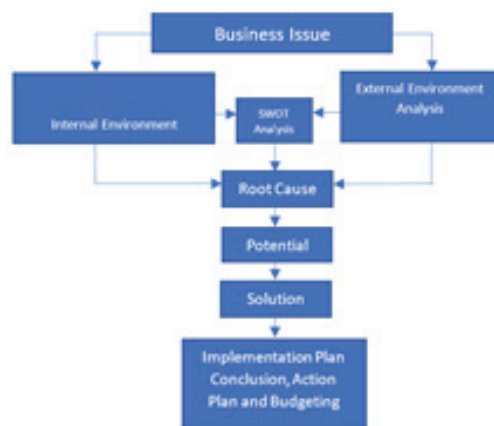 Business Issue
Internal Environment
SWOT
Analysis
External Environment
Analysis
Root Cause
Potential
Solution
Implementation Plan
Conclusion, Action
Plan and Budgeting